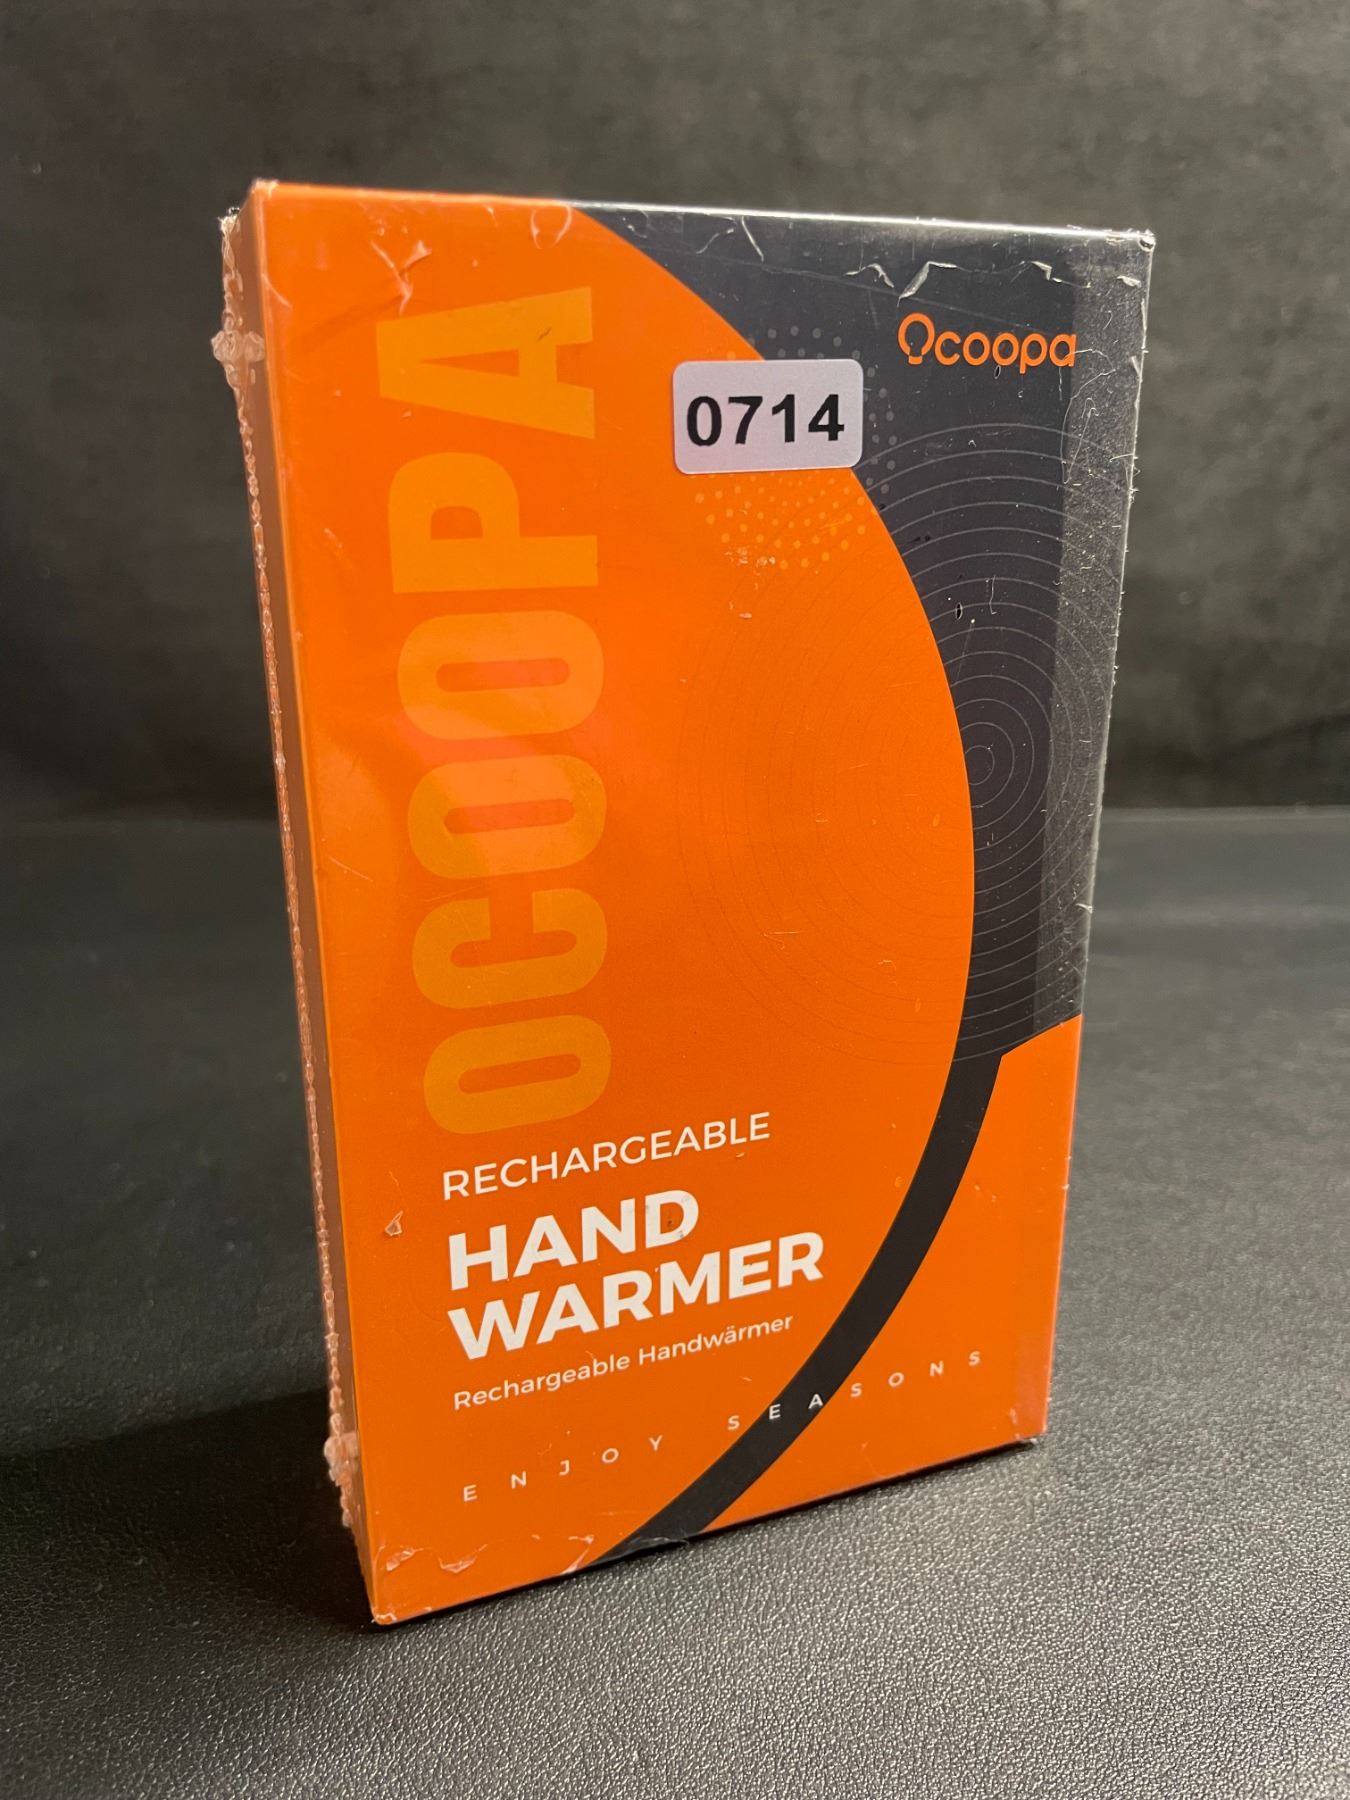 Ocoopa
0714
OCOOPA
RECHARGEABLE
HAND
WARMER
Rechargeable Handwärmer
ENJOY SEASONS